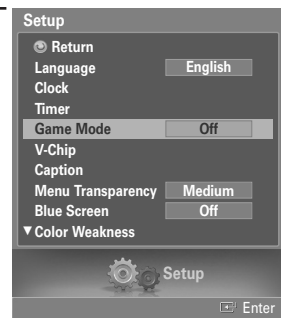 Setup
Return
Language English
Clock
Timer
Game Mode Off
V-Chip
Caption
Menu Transparency Medium
Blue Screen Off
▼Color Weakness
Setup
Enter